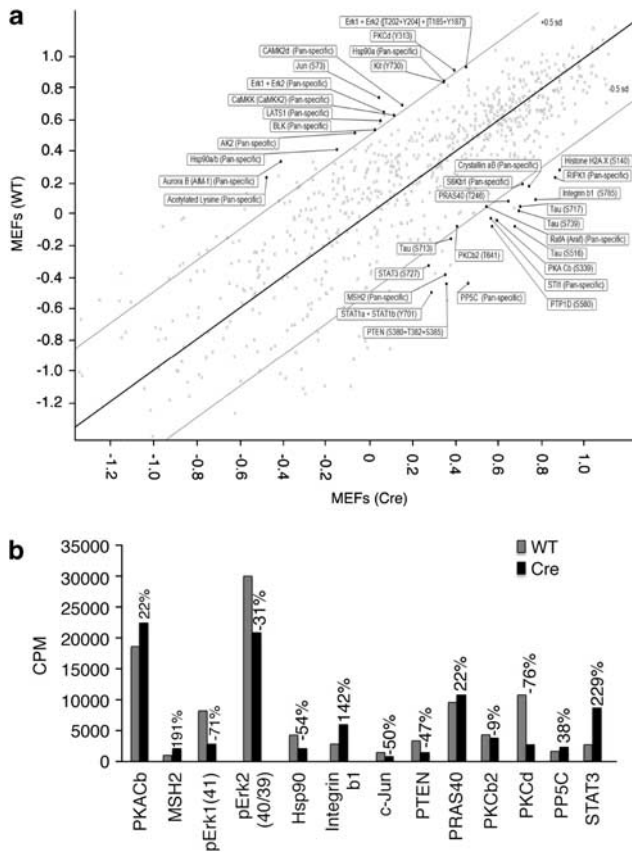 a
Erk1 + Erk2 ([T202+Y204] + [T185+Y187])
+0.5 sd
PKCd (Y313)
CAMK2d (Pan-specific)
Hsp90a (Pan-specific)
Jun (S73)
Kit (Y730)
Erk1 + Erk2 (Pan-specific)
CaMKK (CaMKK2) (Pan-specific)
LATS1 (Pan-specific)
BLK (Pan-specific)
AK2 (Pan-specific)
Hsp90a/b (Pan-specific)
Aurora B (AIM-1) (Pan-specific)
Acetylated Lysine (Pan-specific)
-0.5 sd
Crystallin aB (Pan-specific)
Histone H2A.X (S140)
S6Kb1 (Pan-specific)
RIPK1 (Pan-specific)
PRAS40 (T246)
Integrin b1 (S785)
Tau (S717)
Tau (S739)
Tau (S713)
RafA (Araf) (Pan-specific)
PKCb2 (T641)
Tau (S516)
STAT3 (S727)
PKA Cb (S339)
MSH2 (Pan-specific)
STI1 (Pan-specific)
PP5C (Pan-specific)
PTP1D (S580)
STAT1a + STAT1b (Y701)
PTEN (S380+T382+S385)
MEFs (WT)
1.0
0.8
0.6
0.4
0.2
0
-0.2
-0.4
-0.6
-0.8
-1.0
-1.2
-1.2 -1.0 -0.8 -0.6 -0.4 -0.2 0 0.2 0.4 0.6 0.8 1.0
MEFs (Cre)
b
WT
Cre
CPM
35000
30000
25000
20000
15000
10000
5000
0
22%
191%
-71%
-31%
-54%
142%
-50%
-47%
22%
-9%
-76%
38%
229%
PKACb
MSH2
pErk1(41)
pErk2
(40/39)
Hsp90
Integrin
b1
c-Jun
PTEN
PRAS40
PKCb2
PKCd
PP5C
STAT3